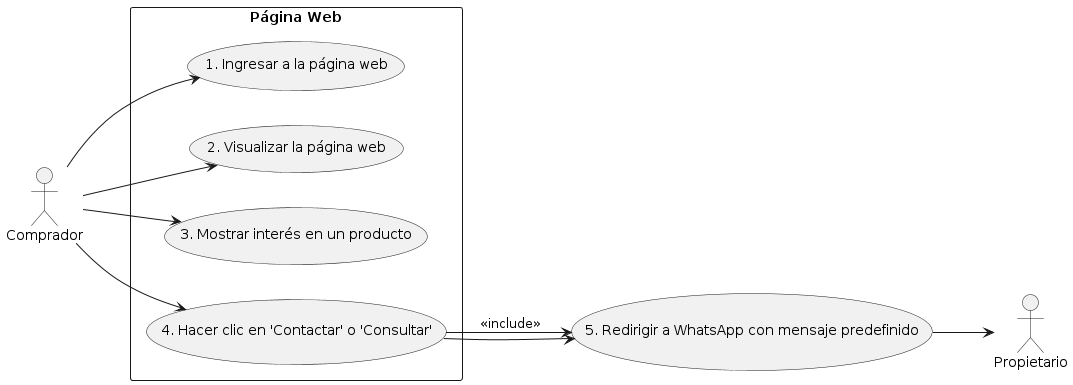 Página Web
1. Ingresar a la página web
2. Visualizar la página web
Comprador
3. Mostrar interés en un producto
4. Hacer clic en 'Contactar' o 'Consultar'
«include»
5. Redirigir a WhatsApp con mensaje predefinido
Propietario